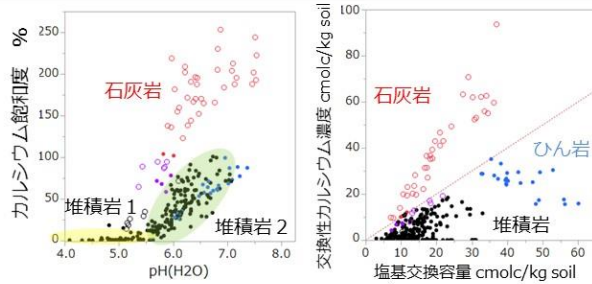 カルシウム飽和度 %
250
200
150
100
50
0
石灰岩
堆積岩1
堆積岩2
4.0 5.0 6.0 7.0 8.0
pH(H2O)
交換性カルシウム濃度 cmolc/kg soil
100
80
60
40
20
0
石灰岩
ひん岩
堆積岩
0 10 20 30 40 50 60
塩基交換容量 cmolc/kg soil